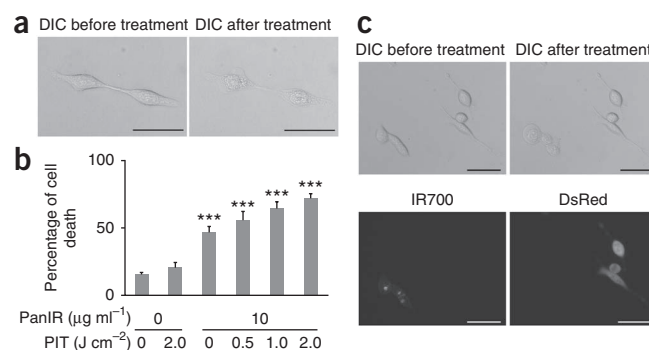 a
DIC before treatment DIC after treatment
b
Percentage of cell
death
100
50
0
*** *** *** ***
PanIR (μg ml⁻¹) 0 10
PIT (J cm⁻²) 0 2.0 0 0.5 1.0 2.0
c
DIC before treatment DIC after treatment
IR700 DsRed